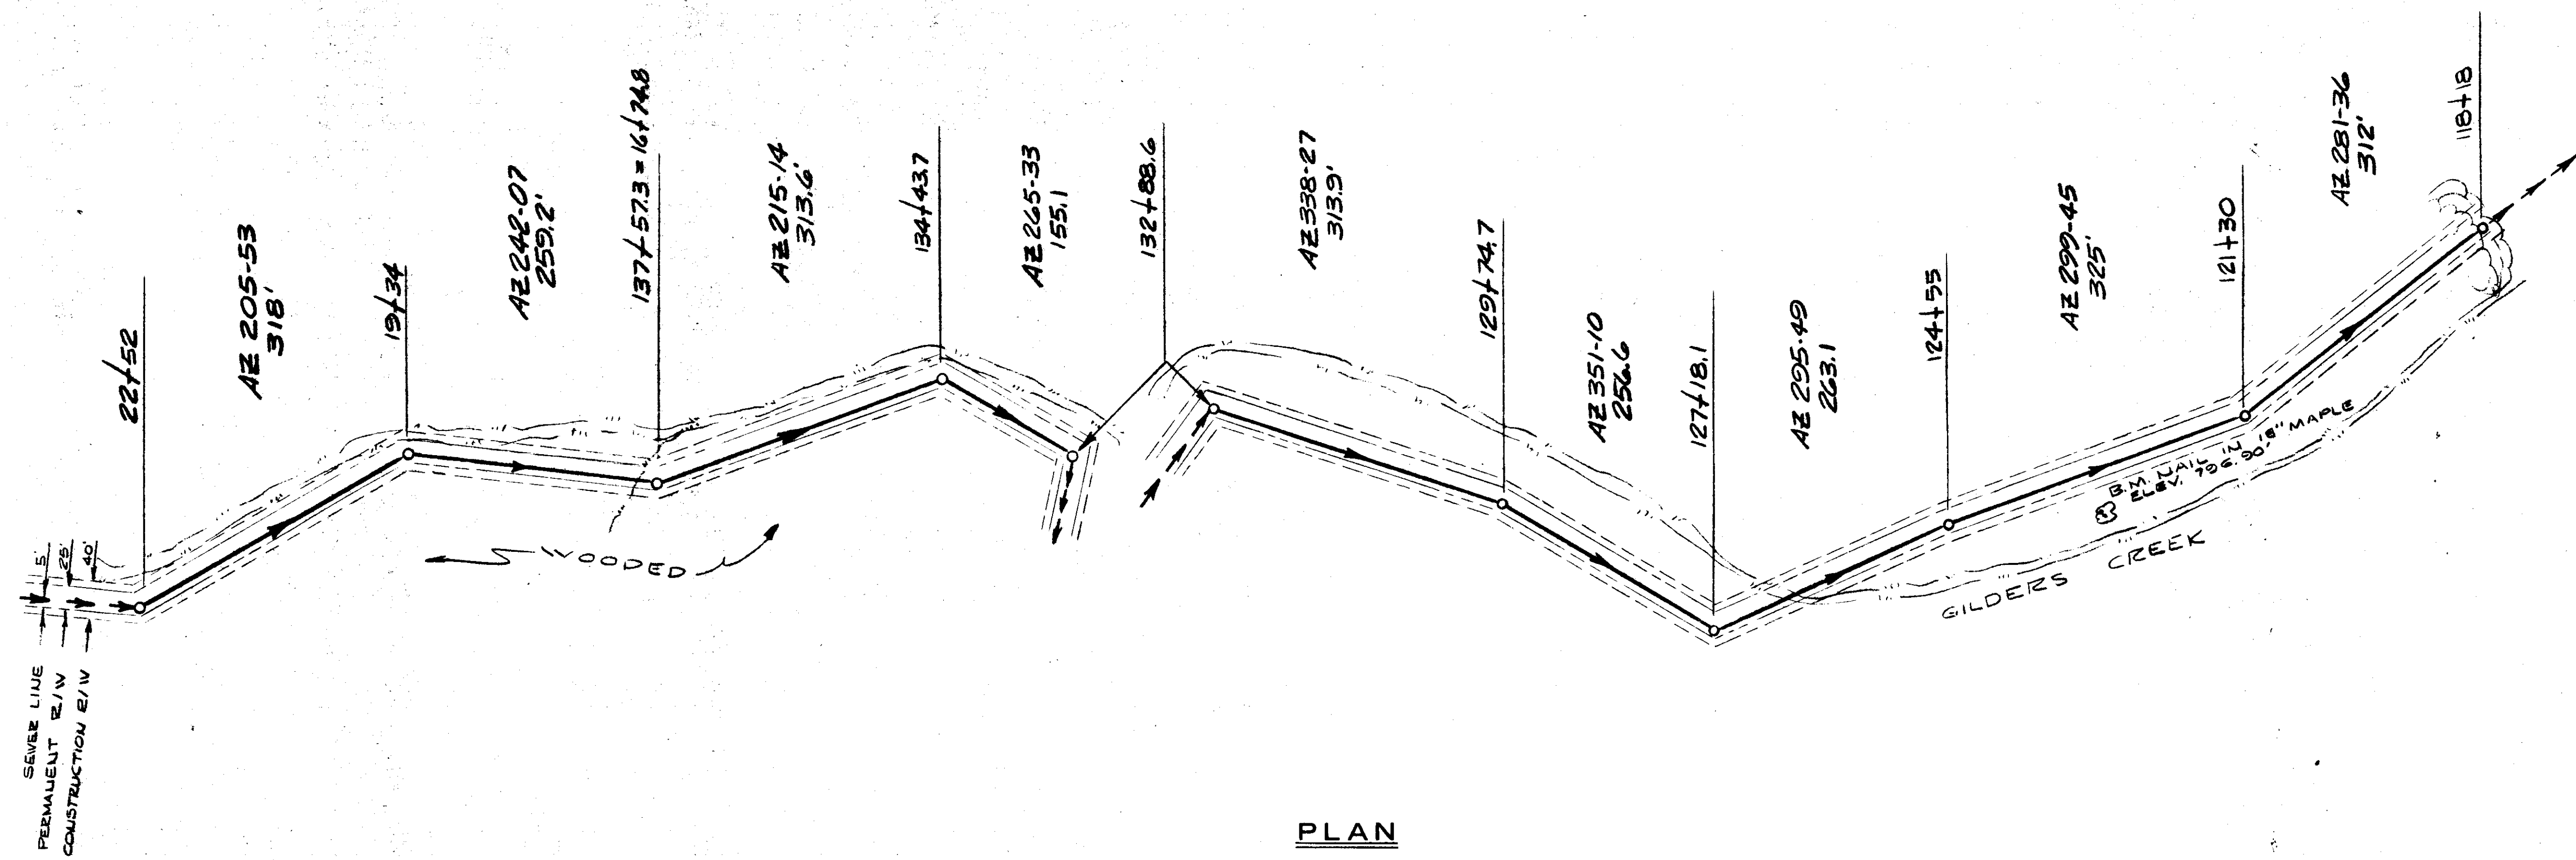 22+52
AZ 205-53
318'
19+34
AZ 242-07
259.2'
137+57.3 = 16+74.8
AZ 215-14
313.6'
134+43.7
AZ 265-33
155.1
132+88.6
AZ 338-27
313.9'
129+74.7
AZ 351-10
256.6
127+18.1
AZ 295-49
263.1
124+55
AZ 299-45
325'
121+30
AZ 281-36
312'
118+18
5'
25'
40'
SEWER LINE
PERMANENT R/W
CONSTRUCTION R/W
WOODED
B.M. NAIL IN 18" MAPLE
ELEV. 796.90'
GILDERS CREEK
PLAN